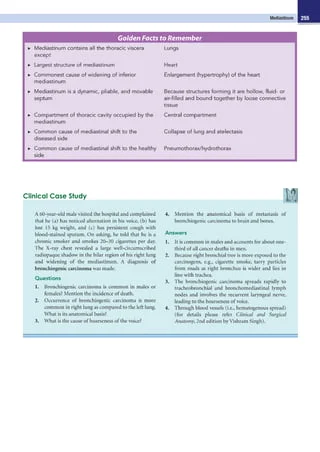 Mediastinum 255
Golden Facts to Remember
▸ Mediastinum contains all the thoracic viscera except Lungs
▸ Largest structure of mediastinum Heart
▸ Commonest cause of widening of inferior mediastinum Enlargement (hypertrophy) of the heart
▸ Mediastinum is a dynamic, pliable, and movable septum Because structures forming it are hollow, fluid- or air-filled and bound together by loose connective tissue
▸ Compartment of thoracic cavity occupied by the mediastinum Central compartment
▸ Common cause of mediastinal shift to the diseased side Collapse of lung and atelectasis
▸ Common cause of mediastinal shift to the healthy side Pneumothorax/hydrothorax
Clinical Case Study
A 60-year-old male visited the hospital and complained
that he (a) has noticed alternation in his voice, (b) has
lost 15 kg weight, and (c) has persistent cough with
blood-stained sputum. On asking, he told that he is a
chronic smoker and smokes 20–30 cigarettes per day.
The X-ray chest revealed a large well-circumscribed
radiopaque shadow in the hilar region of his right lung
and widening of the mediastinum. A diagnosis of
bronchogenic carcinoma was made.
Questions
1. Bronchiogenic carcinoma is common in males or
females? Mention the incidence of death.
2. Occurrence of bronchiogenic carcinoma is more
common in right lung as compared to the left lung.
What is its anatomical basis?
3. What is the cause of hoarseness of the voice?
4. Mention the anatomical basis of metastasis of
bronchiogenic carcinoma to brain and bones.
Answers
1. It is common in males and accounts for about one-
third of all cancer deaths in men.
2. Because right bronchial tree is more exposed to the
carcinogens, e.g., cigarette smoke, tarry particles
from roads as right bronchus is wider and lies in
line with trachea.
3. The bronchiogenic carcinoma spreads rapidly to
tracheobronchial and bronchomediastinal lymph
nodes and involves the recurrent laryngeal nerve,
leading to the hoarseness of voice.
4. Through blood vessels (i.e., hematogenous spread)
(for details please refer Clinical and Surgical
Anatomy, 2nd edition by Vishram Singh).